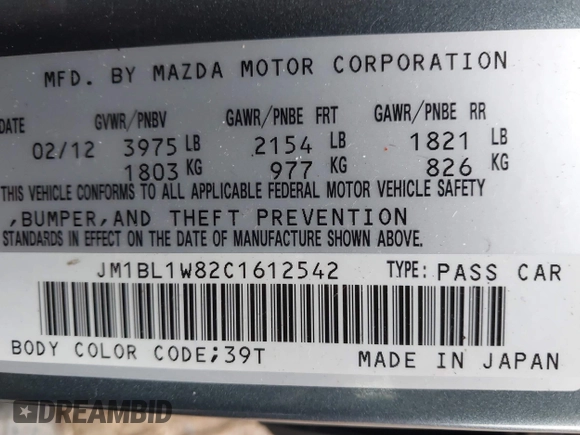 MFD. BY MAZDA MOTOR CORPORATION
DATE GVWR/PNBV GAWR/PNBE FRT GAWR/PNBE RR
02/12 3975 LB 2154 LB 1821 LB
1803 KG 977 KG 826 KG
THIS VEHICLE CONFORMS TO ALL APPLICABLE FEDERAL MOTOR VEHICLE SAFETY
,BUMPER,AND THEFT PREVENTION
STANDARDS IN EFFECT ON THE DATE OF MANUFACTURE SHOWN ABOVE.
JM1BL1W82C1612542 TYPE: PASS CAR
BODY COLOR CODE;39T MADE IN JAPAN
DREAMBID